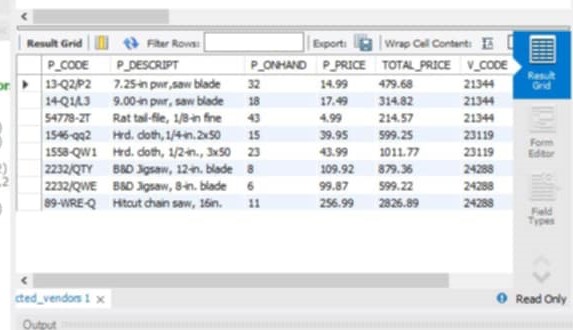 Result Grid Filter Rows: Export: Wrap Cell Content:
P_CODE P_DESCRIPT P_ONHAND P_PRICE TOTAL_PRICE V_CODE
13-Q2/P2 7.25-in pwr,saw blade 32 14.99 479.68 21344
14-Q1/L3 9.00-in pwr, saw blade 18 17.49 314.82 21344
54778-2T Rat tail-file, 1/8-in fine 43 4.99 214.57 21344
1546-qq2 Hrd. cloth,1/4-in.2x50 15 39.95 599.25 23119
1558-QW1 Hrd. cloth, 1/2-in., 3x50 23 43.99 1011.77 23119
2232/QTY B&D Jigsaw, 12-in. blade 8 109.92 879.36 24288
2232/QWE B&D Jigsaw, 8-in. blade 6 99.87 599.22 24288
89-WRE-Q Hitcut chain saw, 16in. 11 256.99 2826.89 24288
Result
Grid
Form
Editor
Field
Types
cted_vendors 1 Read Only
Output